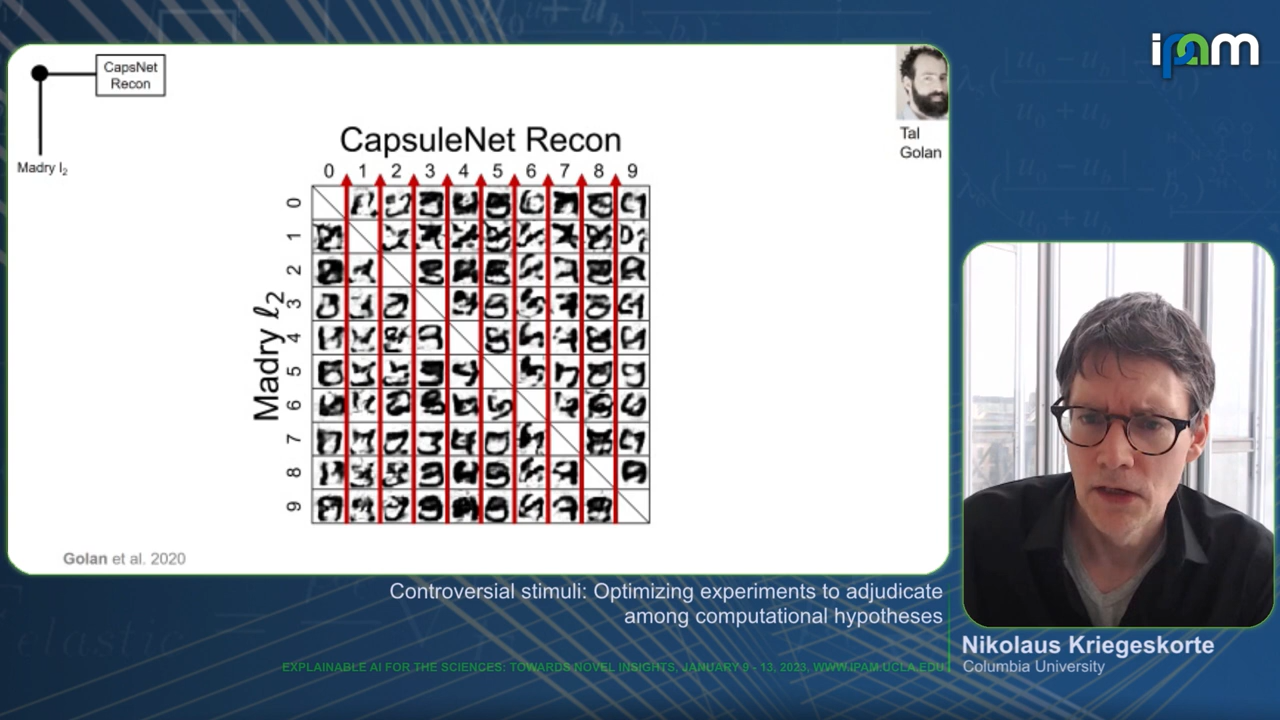 ipam
CapsNet
Recon
Madry l₂
Tal
Golan
CapsuleNet Recon
0 1 2 3 4 5 6 7 8 9
Madry ℓ₂
0
1
2
3
4
5
6
7
8
9
Golan et al. 2020
Controversial stimuli: Optimizing experiments to adjudicate
among computational hypotheses
Nikolaus Kriegeskorte
Columbia University
EXPLAINABLE AI FOR THE SCIENCES: TOWARDS NOVEL INSIGHTS, JANUARY 9 - 13, 2023, WWW.IPAM.UCLA.EDU
elastic